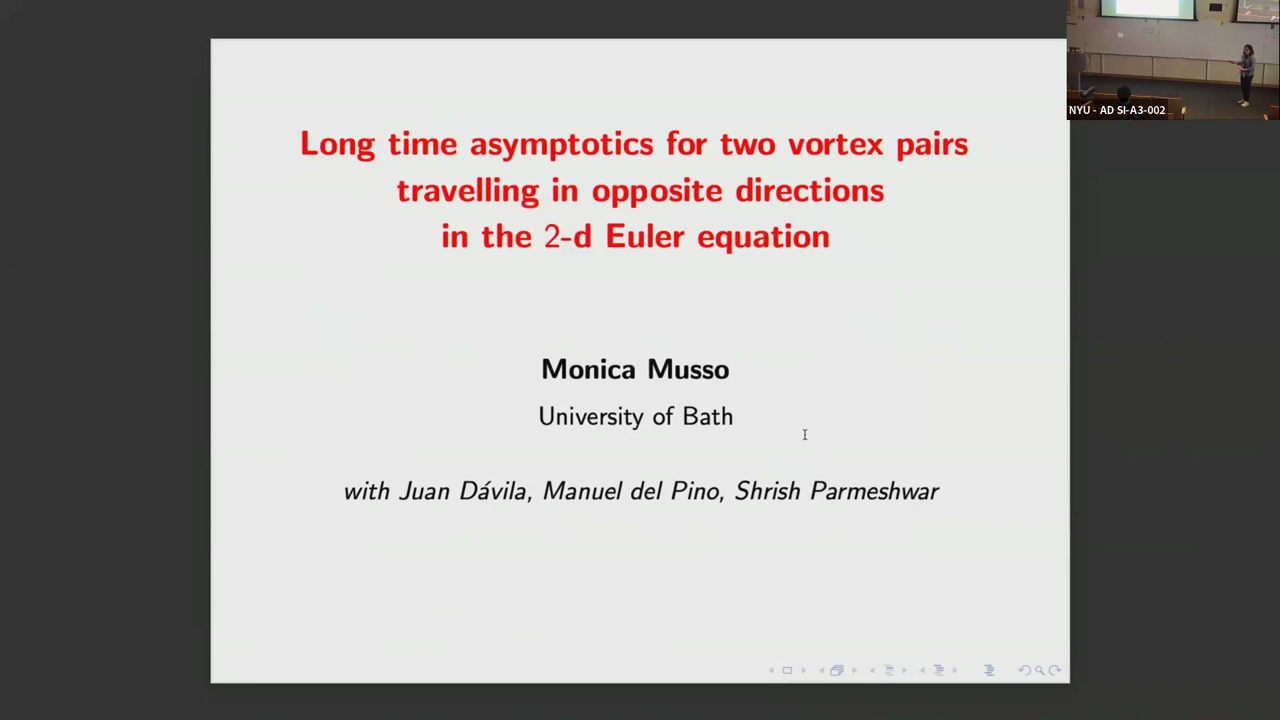 NYU - AD SI-A3-002
Long time asymptotics for two vortex pairs
travelling in opposite directions
in the 2-d Euler equation
Monica Musso
University of Bath
with Juan Dávila, Manuel del Pino, Shrish Parmeshwar